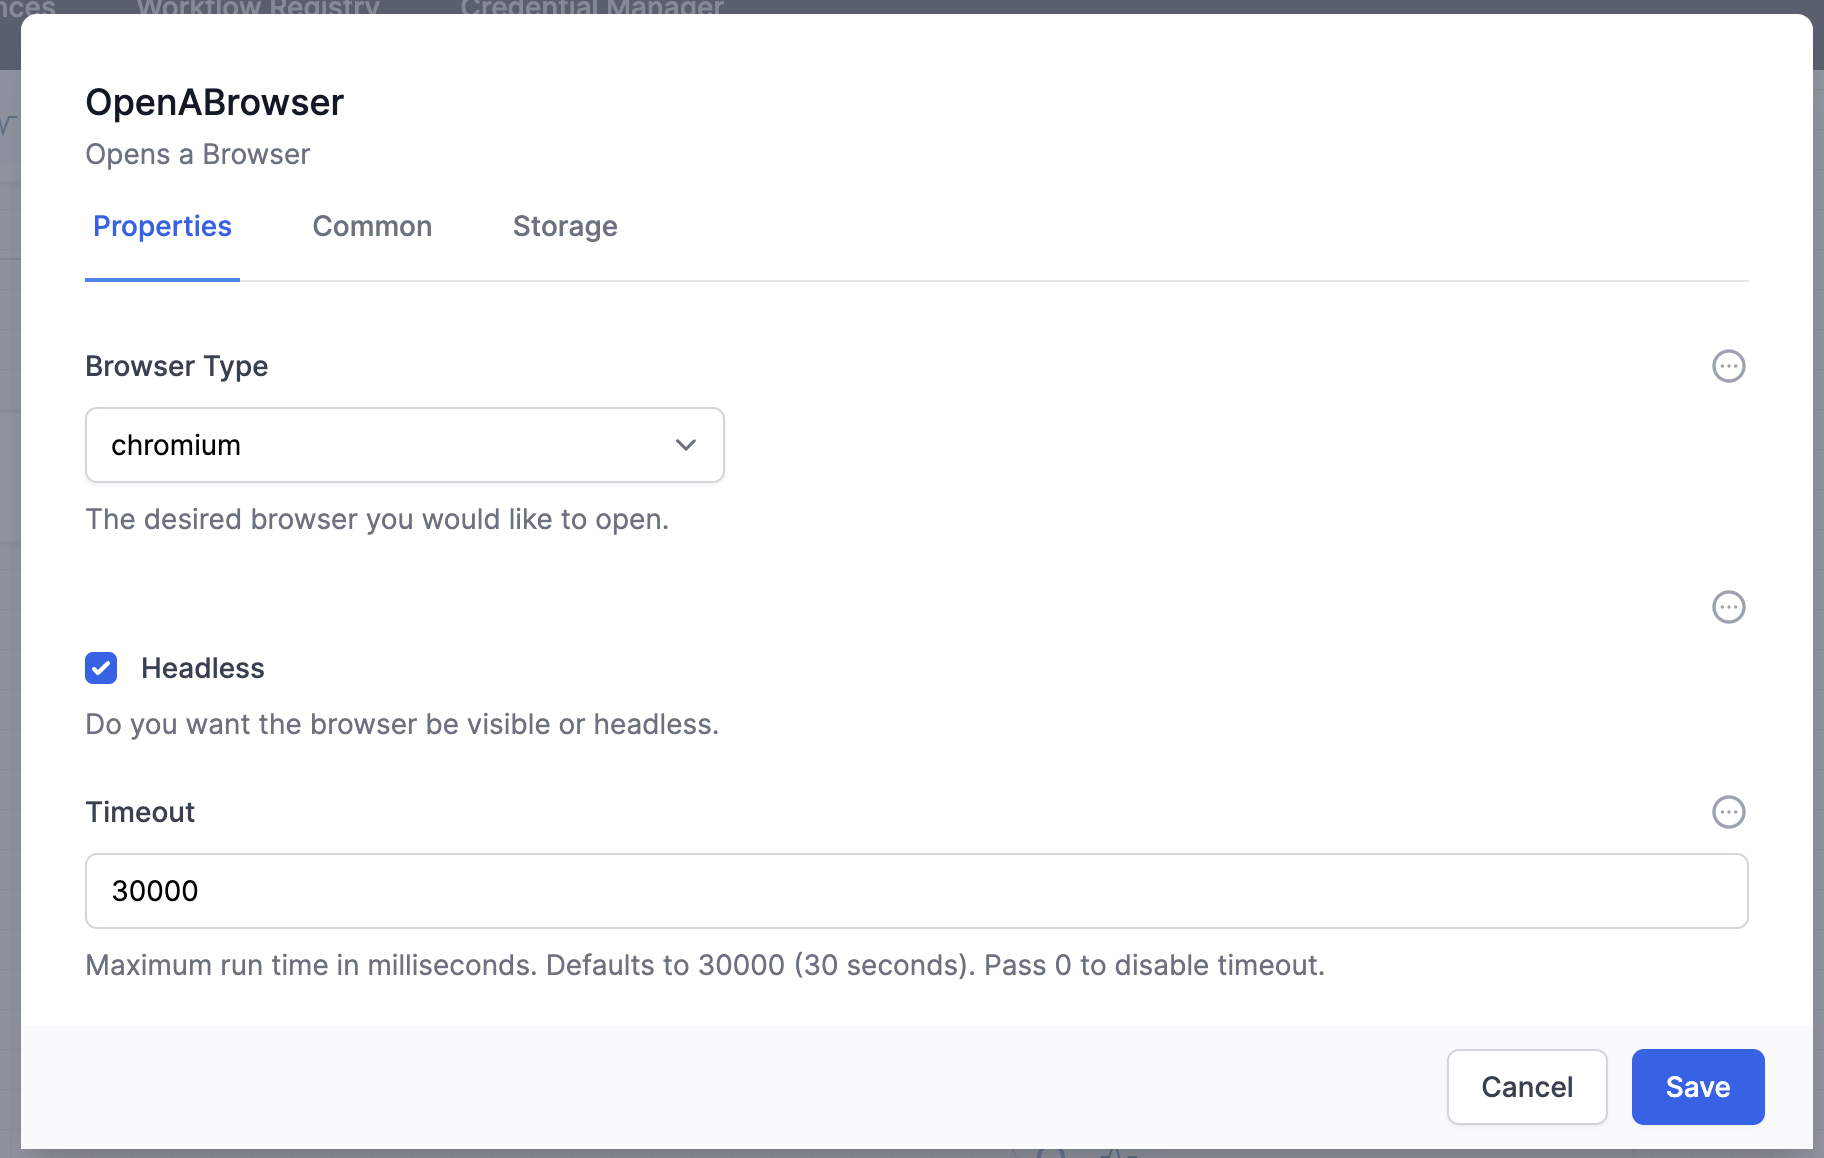 nces Workflow Registry Credential Manager
OpenABrowser
Opens a Browser
Properties Common Storage
Browser Type
chromium
The desired browser you would like to open.
Headless
Do you want the browser be visible or headless.
Timeout
30000
Maximum run time in milliseconds. Defaults to 30000 (30 seconds). Pass 0 to disable timeout.
Cancel Save